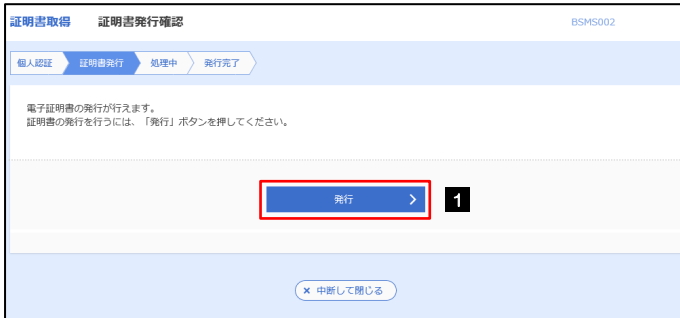 証明書取得 証明書発行確認 BSMS002
個人認証 証明書発行 処理中 発行完了
電子証明書の発行が行えます。
証明書の発行を行うには、「発行」ボタンを押してください。
発行 1
× 中断して閉じる